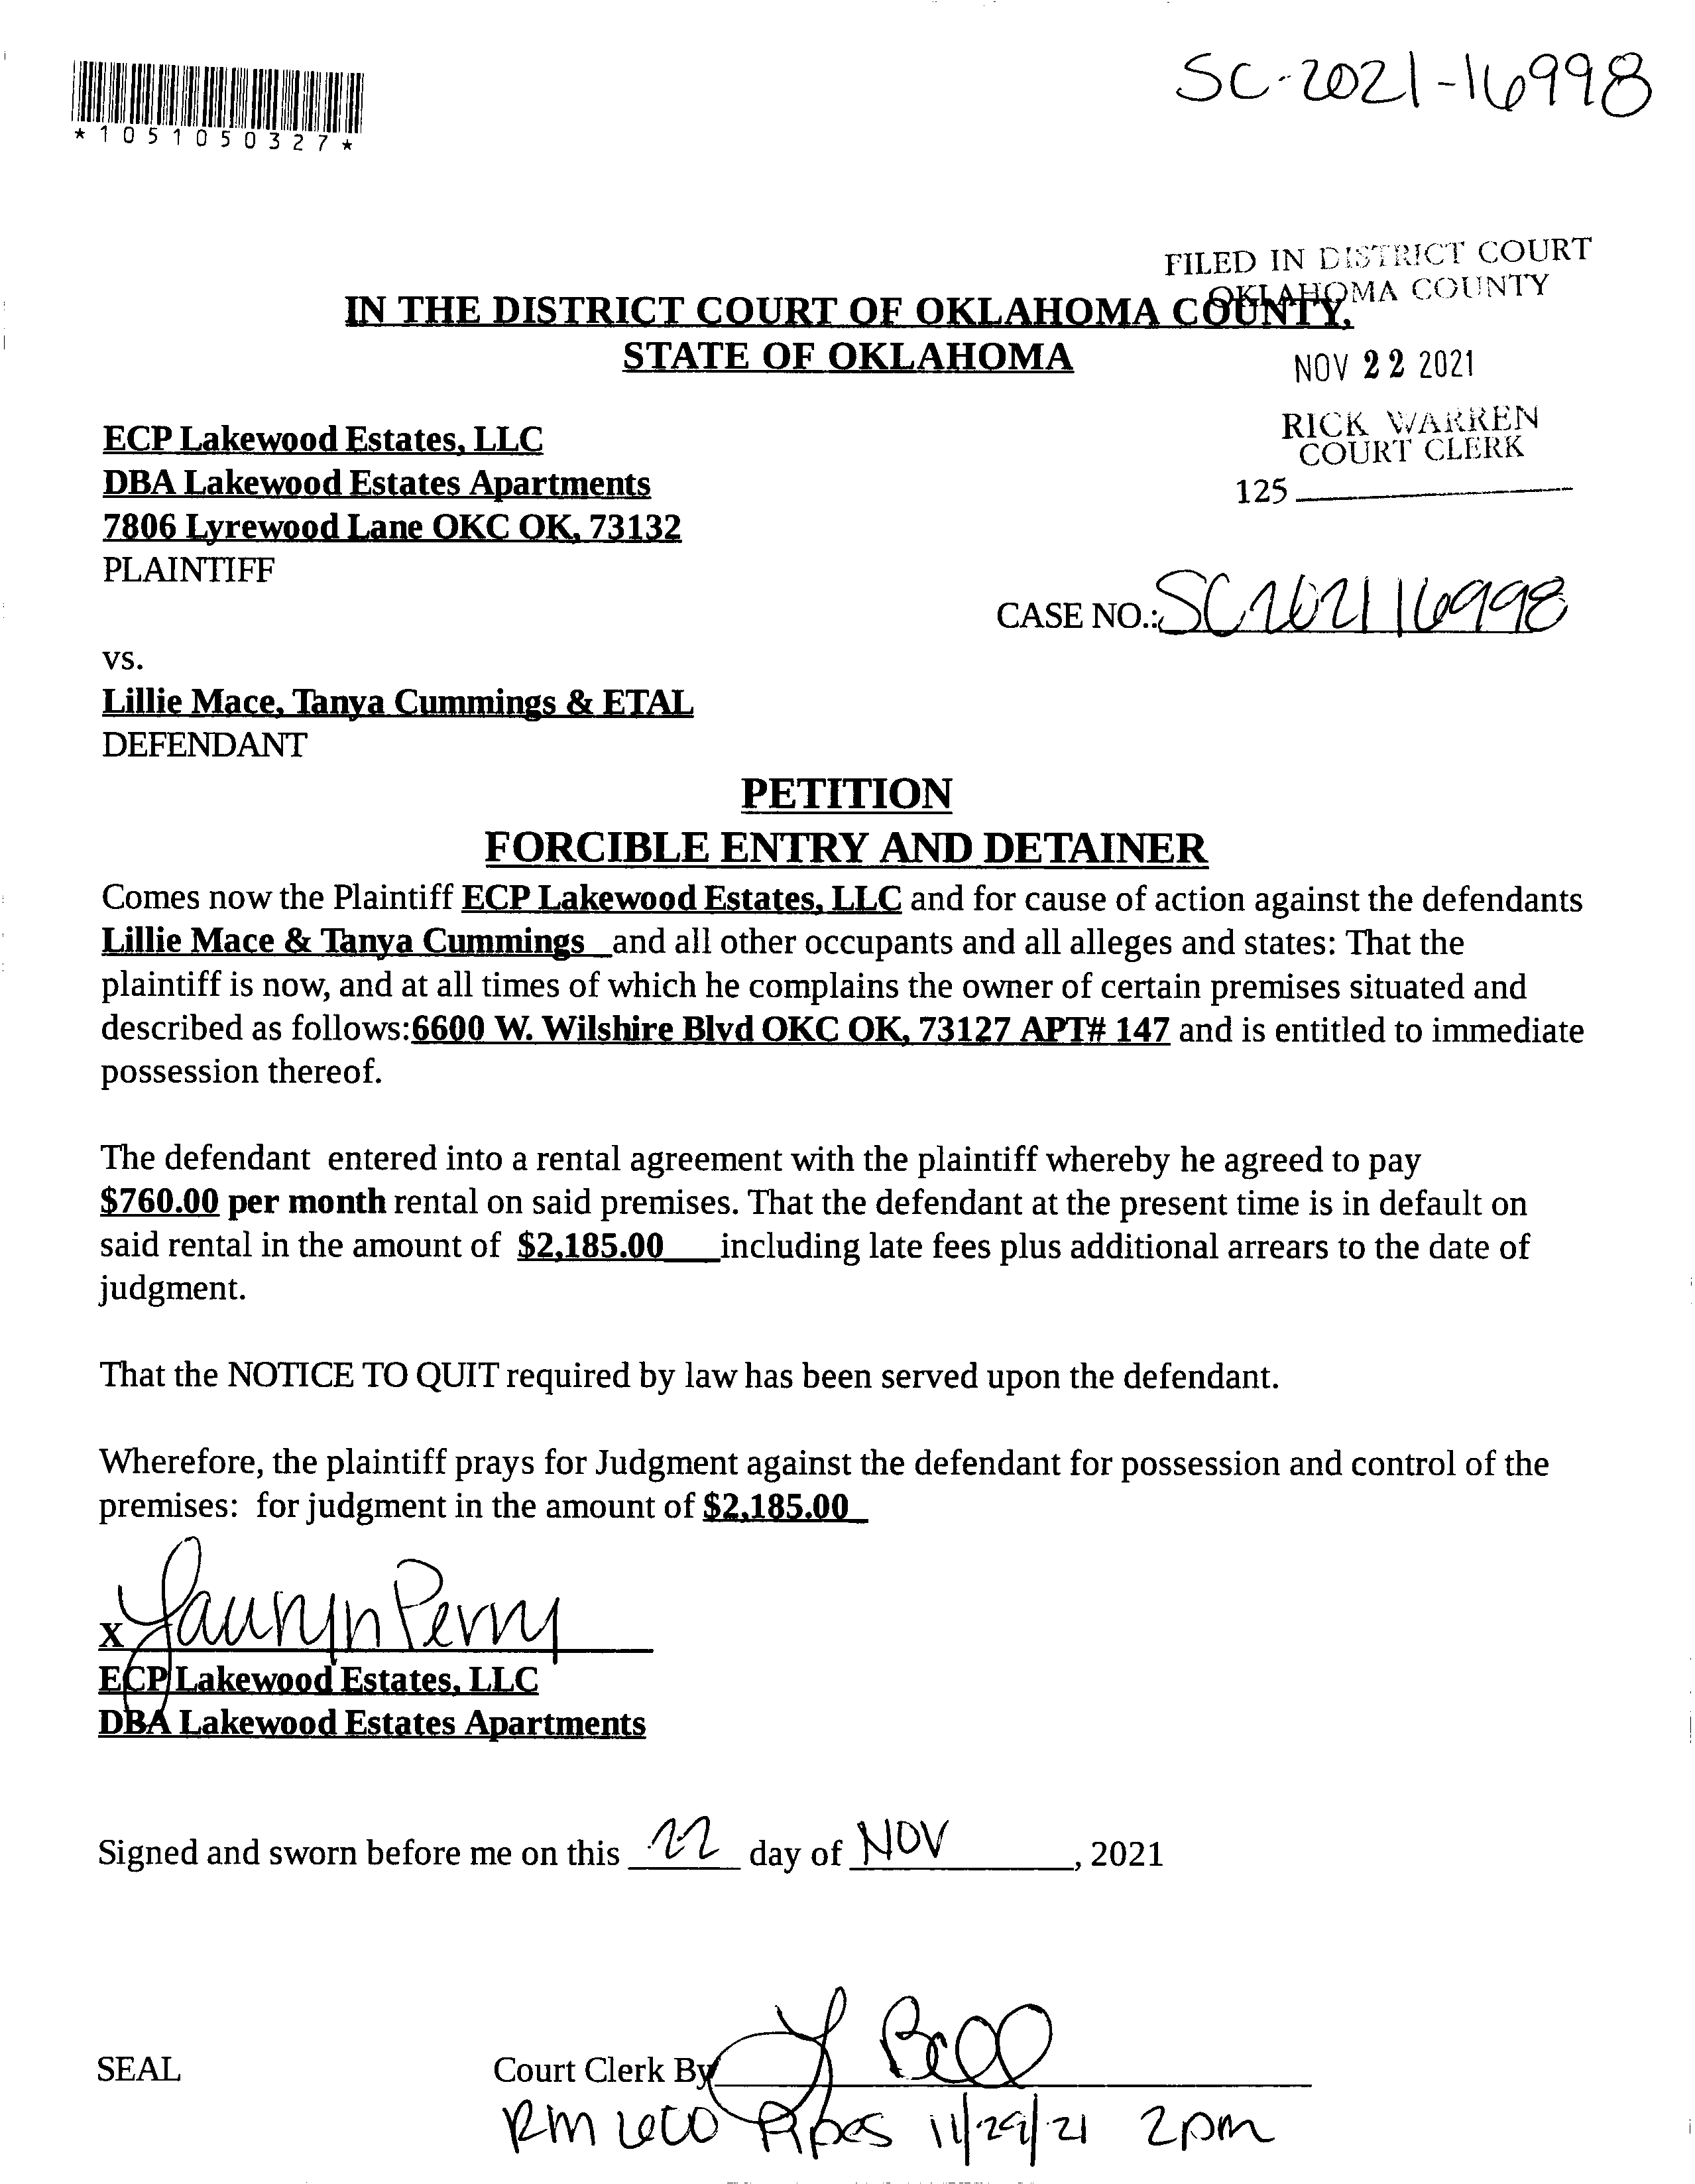 SC-2021-16998
*1051050327*
FILED IN DISTRICT COURT
OKLAHOMA COUNTY
IN THE DISTRICT COURT OF OKLAHOMA COUNTY,
STATE OF OKLAHOMA
NOV 22 2021
RICK WARREN
COURT CLERK
125
ECP Lakewood Estates, LLC
DBA Lakewood Estates Apartments
7806 Lyrewood Lane OKC OK, 73132
PLAINTIFF
CASE NO.: SC202116998
vs.
Lillie Mace, Tanya Cummings & ETAL
DEFENDANT
PETITION
FORCIBLE ENTRY AND DETAINER
Comes now the Plaintiff ECP Lakewood Estates, LLC and for cause of action against the defendants
Lillie Mace & Tanya Cummings and all other occupants and all alleges and states: That the
plaintiff is now, and at all times of which he complains the owner of certain premises situated and
described as follows:6600 W. Wilshire Blvd OKC OK, 73127 APT# 147 and is entitled to immediate
possession thereof.
The defendant entered into a rental agreement with the plaintiff whereby he agreed to pay
$760.00 per month rental on said premises. That the defendant at the present time is in default on
said rental in the amount of $2,185.00 including late fees plus additional arrears to the date of
judgment.
That the NOTICE TO QUIT required by law has been served upon the defendant.
Wherefore, the plaintiff prays for Judgment against the defendant for possession and control of the
premises: for judgment in the amount of $2,185.00
X Lauryn Perry
ECP Lakewood Estates, LLC
DBA Lakewood Estates Apartments
Signed and sworn before me on this 22 day of NOV, 2021
SEAL Court Clerk By Y Bell
RM 11/29/21 2pm